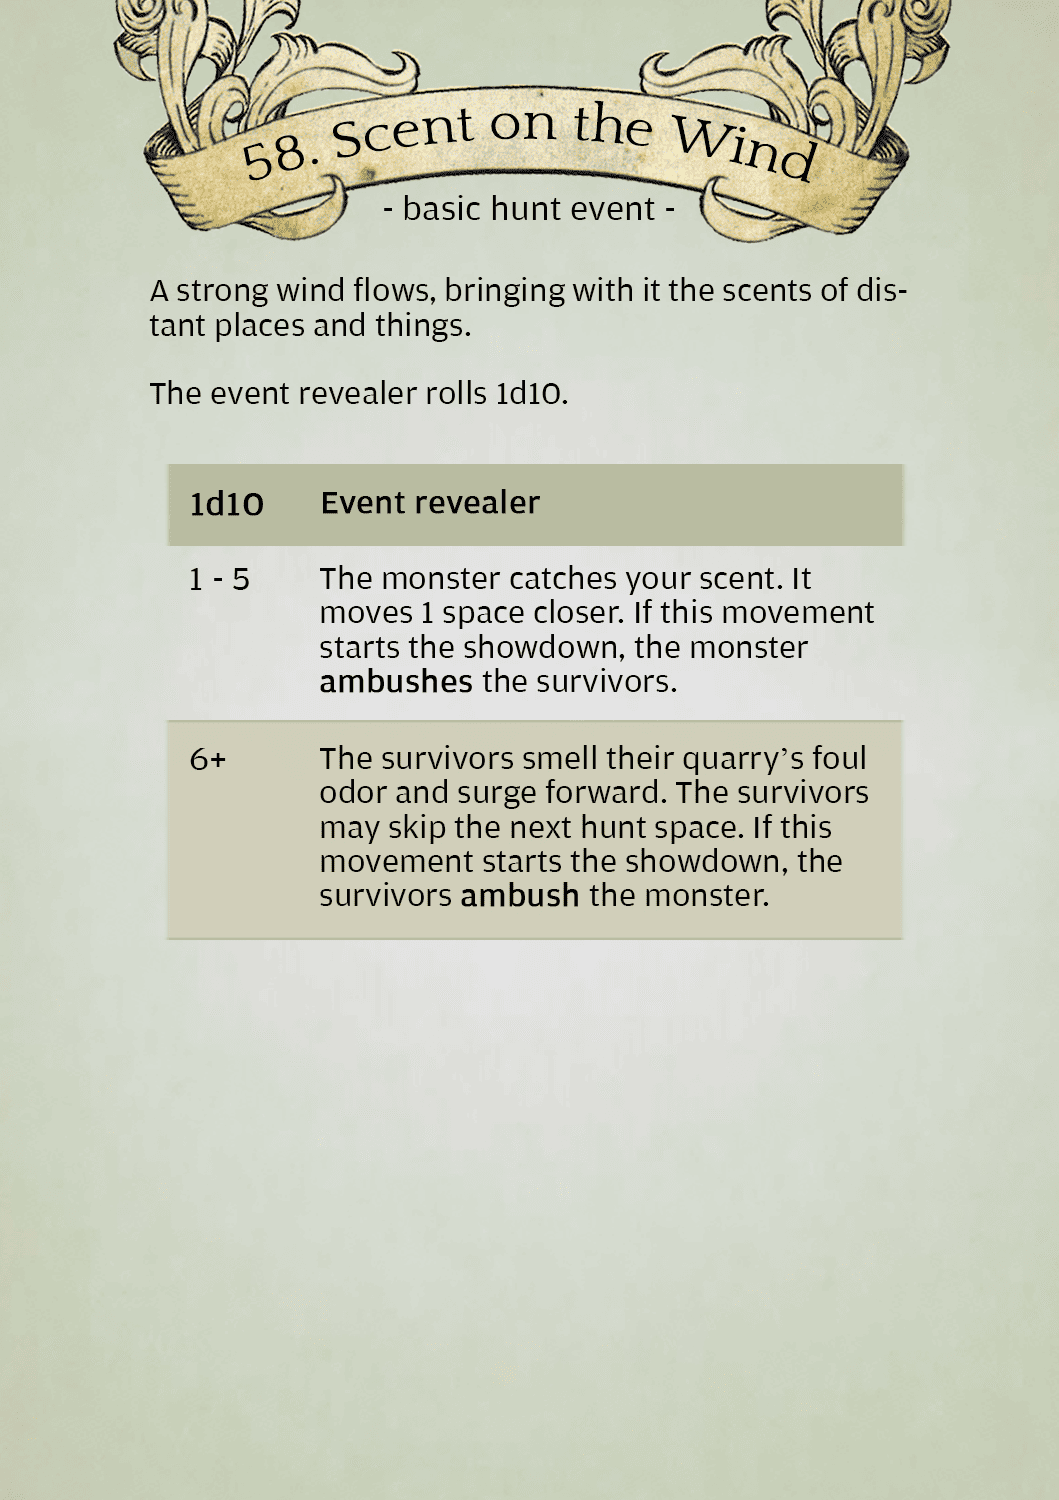 58. Scent on the Wind
- basic hunt event -
A strong wind flows, bringing with it the scents of dis-
tant places and things.
The event revealer rolls 1d10.
1d10 Event revealer
1 - 5 The monster catches your scent. It
moves 1 space closer. If this movement
starts the showdown, the monster
ambushes the survivors.
6+ The survivors smell their quarry's foul
odor and surge forward. The survivors
may skip the next hunt space. If this
movement starts the showdown, the
survivors ambush the monster.